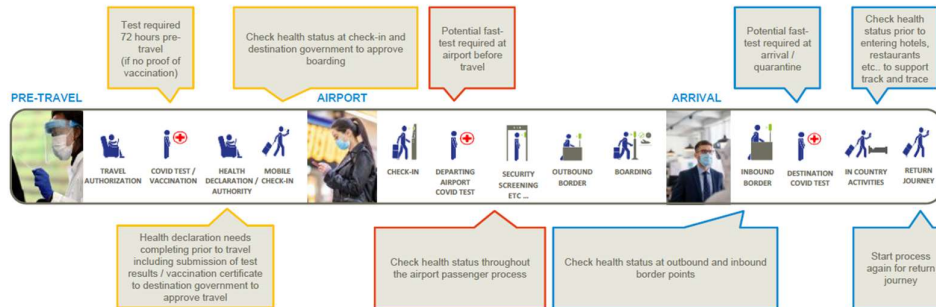 Test required
72 hours pre-
travel
(if no proof of
vaccination)
Check health status at check-in and
destination government to approve
boarding
Potential fast-
test required at
airport before
travel
Potential fast-
test required at
arrival /
quarantine
Check health
status prior to
entering hotels,
restaurants
etc.. to support
track and trace
PRE-TRAVEL
AIRPORT
ARRIVAL
TRAVEL
AUTHORIZATION
COVID TEST /
VACCINATION
HEALTH
DECLARATION /
AUTHORITY
MOBILE
CHECK-IN
CHECK-IN
DEPARTING
AIRPORT
COVID TEST
SECURITY
SCREENING
ETC ...
OUTBOUND
BORDER
BOARDING
INBOUND
BORDER
DESTINATION
COVID TEST
IN COUNTRY
ACTIVITIES
RETURN
JOURNEY
Health declaration needs
completing prior to travel
including submission of test
results / vaccination certificate
to destination government to
approve travel
Check health status throughout
the airport passenger process
Check health status at outbound and inbound
border points
Start process
again for return
journey